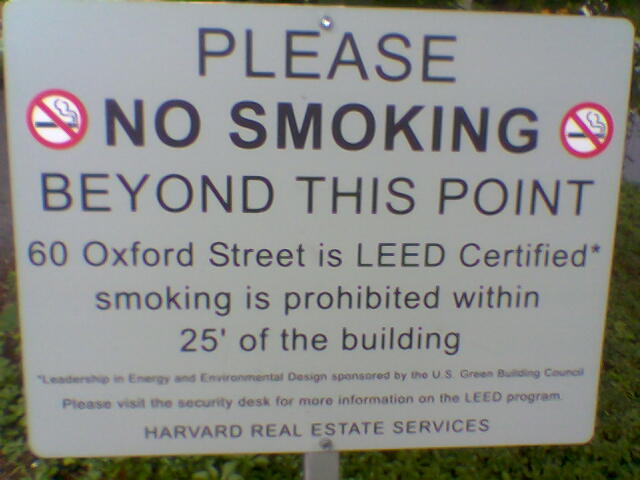 PLEASE
NO SMOKING
BEYOND THIS POINT
60 Oxford Street is LEED Certified*
smoking is prohibited within
25' of the building
*Leadership in Energy and Environmental Design sponsored by the U.S. Green Building Council
Please visit the security desk for more information on the LEED program.
HARVARD REAL ESTATE SERVICES